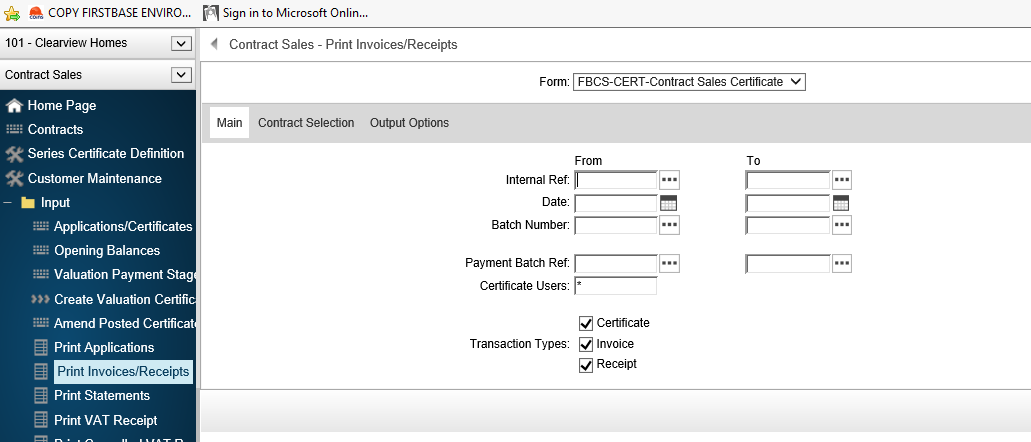 COPY FIRSTBASE ENVIRO... Sign in to Microsoft Onlin...
101 - Clearview Homes
Contract Sales
Home Page
Contracts
Series Certificate Definition
Customer Maintenance
Input
Applications/Certificates
Opening Balances
Valuation Payment Stage
Create Valuation Certific
Amend Posted Certificat
Print Applications
Print Invoices/Receipts
Print Statements
Print VAT Receipt
Contract Sales - Print Invoices/Receipts
Form: FBCS-CERT-Contract Sales Certificate
Main Contract Selection Output Options
From To
Internal Ref:
Date:
Batch Number:
Payment Batch Ref:
Certificate Users: *
Certificate
Transaction Types: Invoice
Receipt